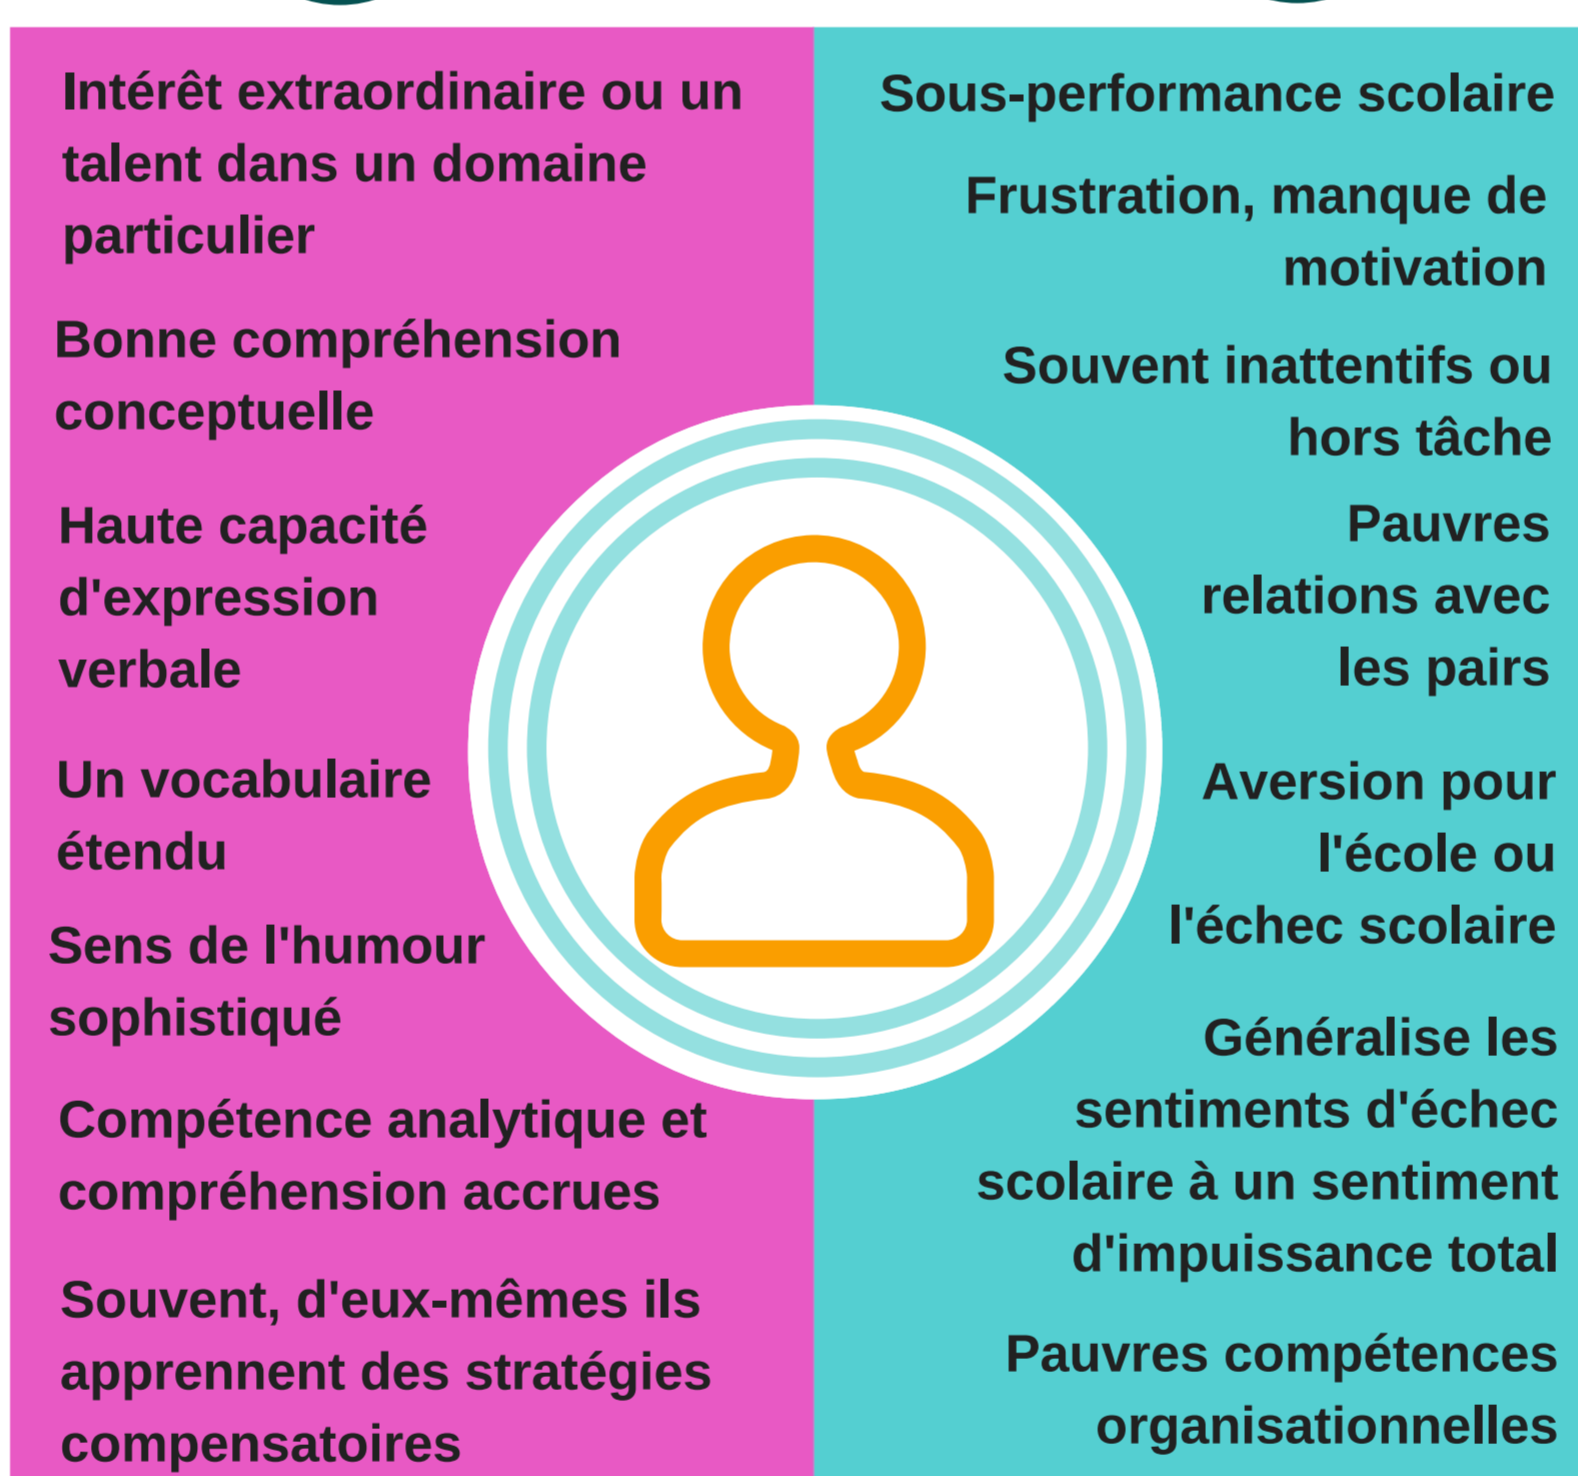 Intérêt extraordinaire ou un
talent dans un domaine
particulier
Bonne compréhension
conceptuelle
Haute capacité
d'expression
verbale
Un vocabulaire
étendu
Sens de l'humour
sophistiqué
Compétence analytique et
compréhension accrues
Souvent, d'eux-mêmes ils
apprennent des stratégies
compensatoires
Sous-performance scolaire
Frustration, manque de
motivation
Souvent inattentifs ou
hors tâche
Pauvres
relations avec
les pairs
Aversion pour
l'école ou
l'échec scolaire
Généralise les
sentiments d'échec
scolaire à un sentiment
d'impuissance total
Pauvres compétences
organisationnelles